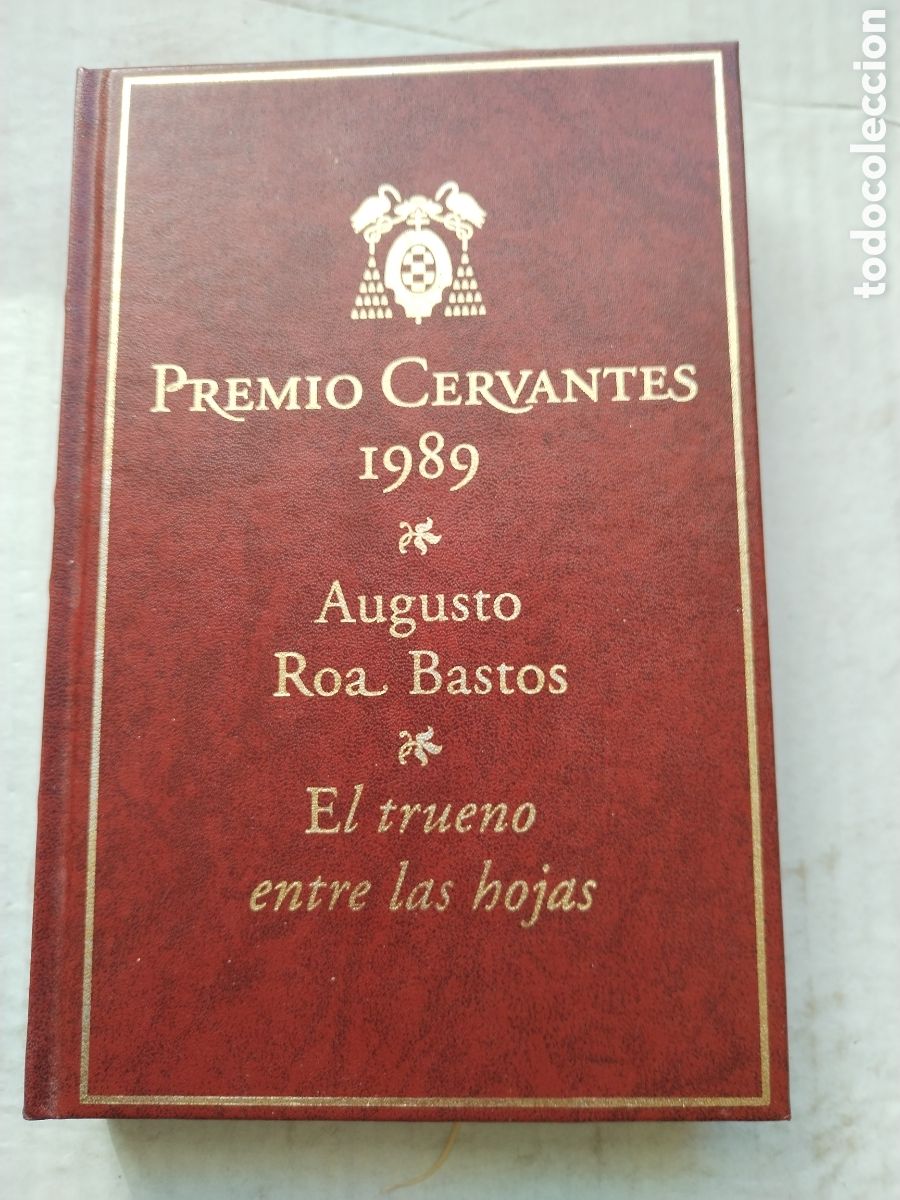 PREMIO CERVANTES
1989
Augusto
Roa Bastos
El trueno
entre las hojas
todocoleccion